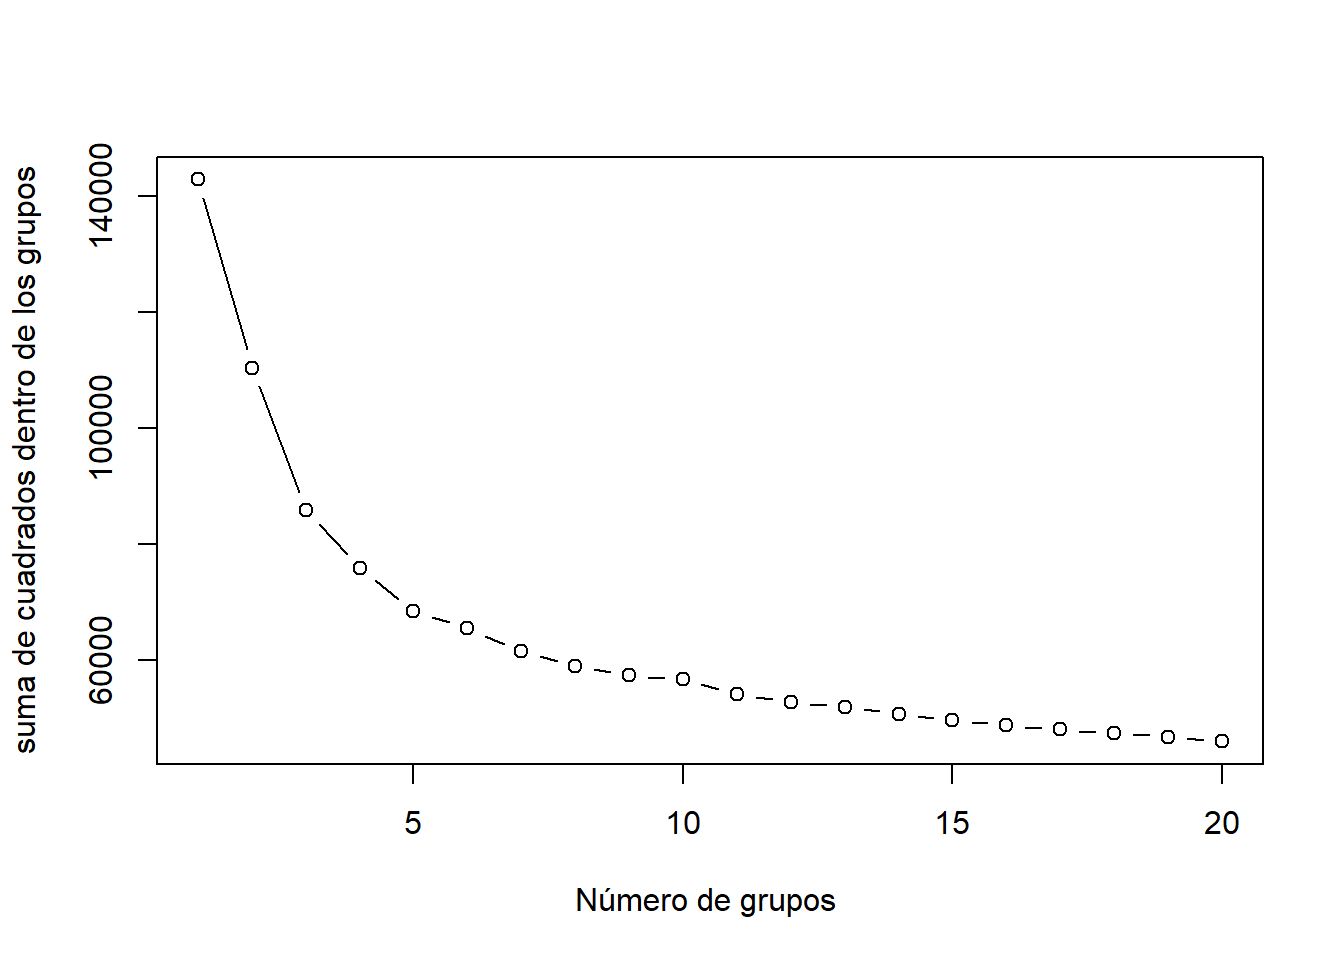 suma de cuadrados dentro de los grupos
140000
100000
60000
5 10 15 20
Número de grupos